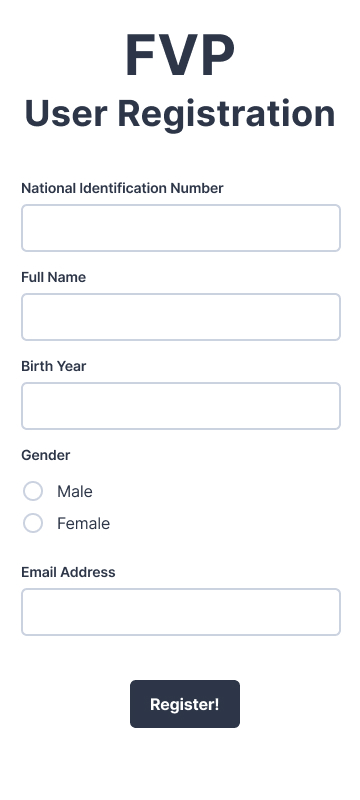 FVP
User Registration
National Identification Number
Full Name
Birth Year
Gender
Male
Female
Email Address
Register!